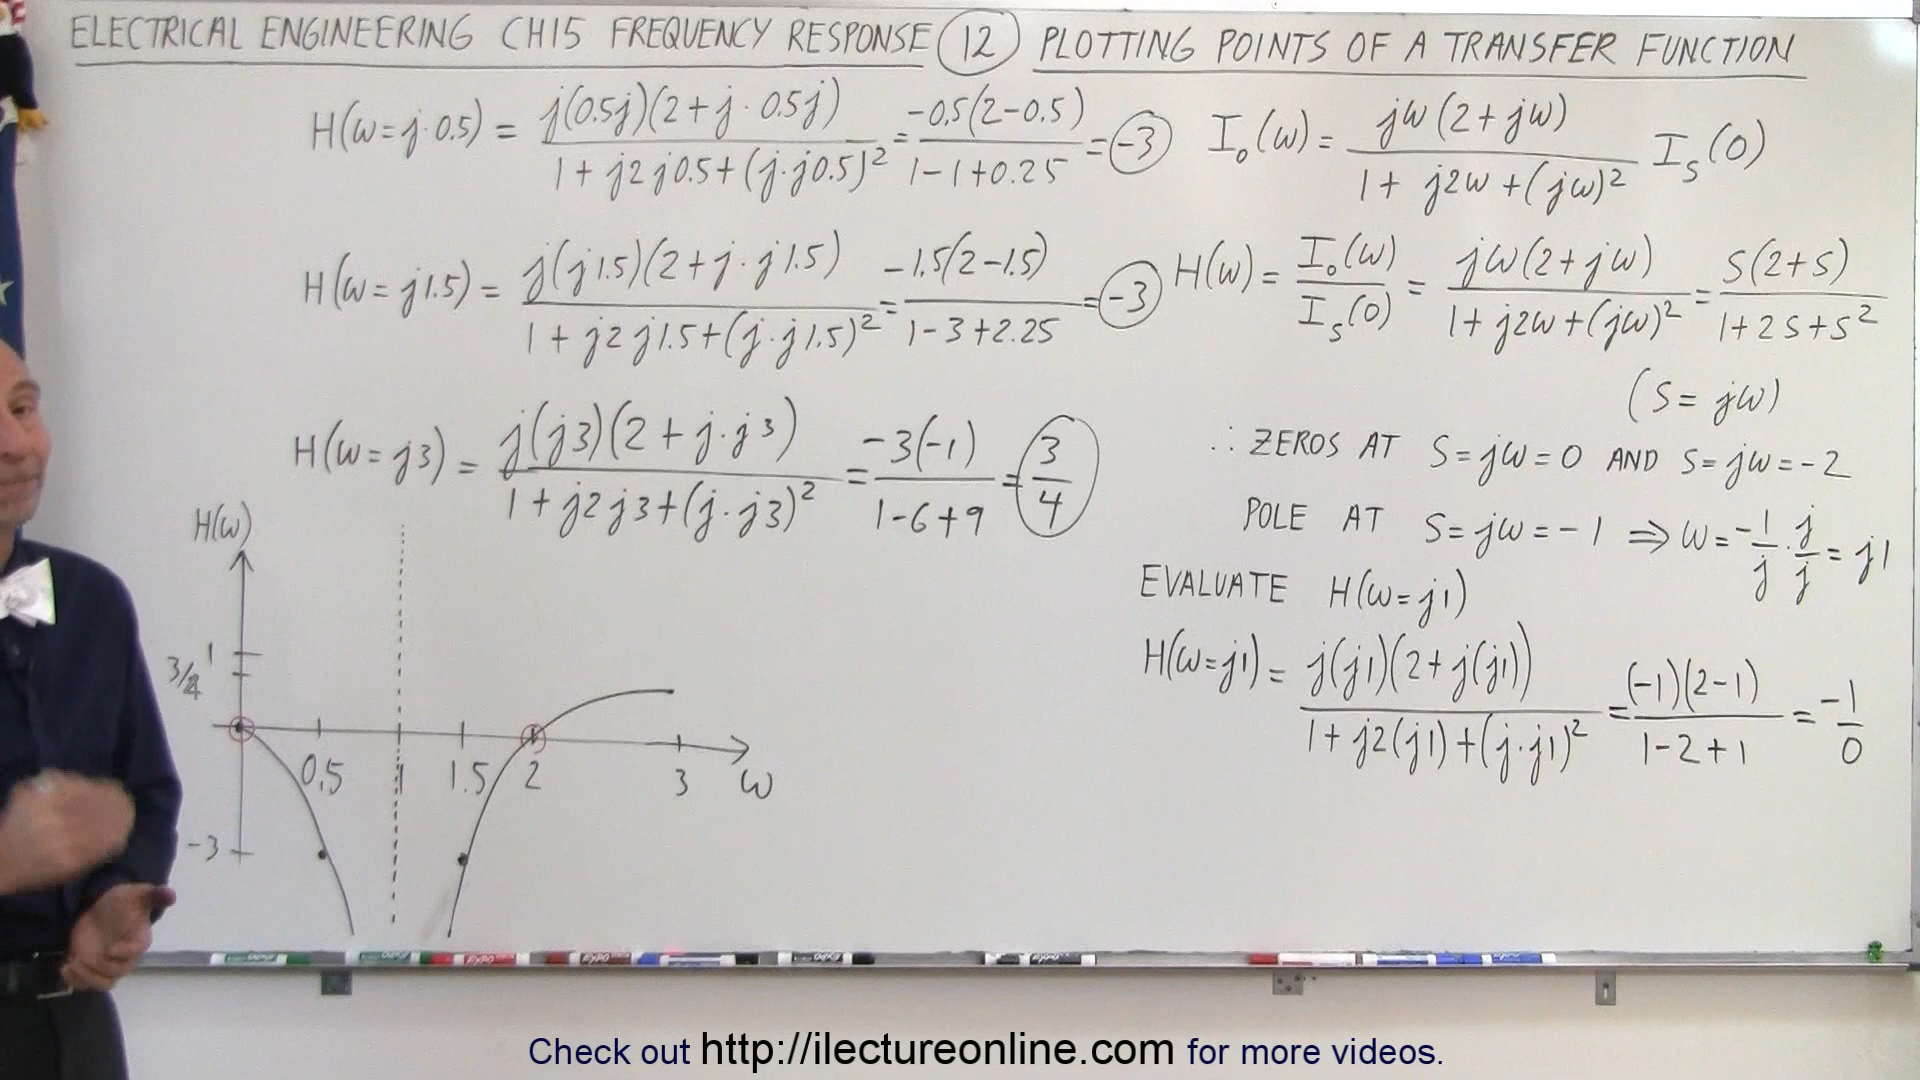 ELECTRICAL ENGINEERING CH15 FREQUENCY RESPONSE (12) PLOTTING POINTS OF A TRANSFER FUNCTION
H(ω=j·0.5) = j(0.5j)(2+j·0.5j) / 1+j2j0.5+(j·j0.5)² = -0.5(2-0.5) / 1-1+0.25 = -3
H(ω=j1.5) = j(j1.5)(2+j·j1.5) / 1+j2j1.5+(j·j1.5)² = -1.5(2-1.5) / 1-3+2.25 = -3
H(ω=j3) = j(j3)(2+j·j3) / 1+j2j3+(j·j3)² = -3(-1) / 1-6+9 = 3/4
H(ω)
1
3/4
0.5 1 1.5 2 3 ω
-3
I₀(ω) = jω(2+jω) / 1+j2ω+(jω)² Iₛ(0)
H(ω) = I₀(ω) / Iₛ(0) = jω(2+jω) / 1+j2ω+(jω)² = S(2+S) / 1+2S+S²
(S=jω)
∴ ZEROS AT S=jω=0 AND S=jω=-2
POLE AT S=jω=-1 ⇒ ω=-1/j·j/j=j1
EVALUATE H(ω=j1)
H(ω=j1) = j(j1)(2+j(j1)) / 1+j2(j1)+(j·j1)² = (-1)(2-1) / 1-2+1 = -1/0
Check out http://ilectureonline.com for more videos.